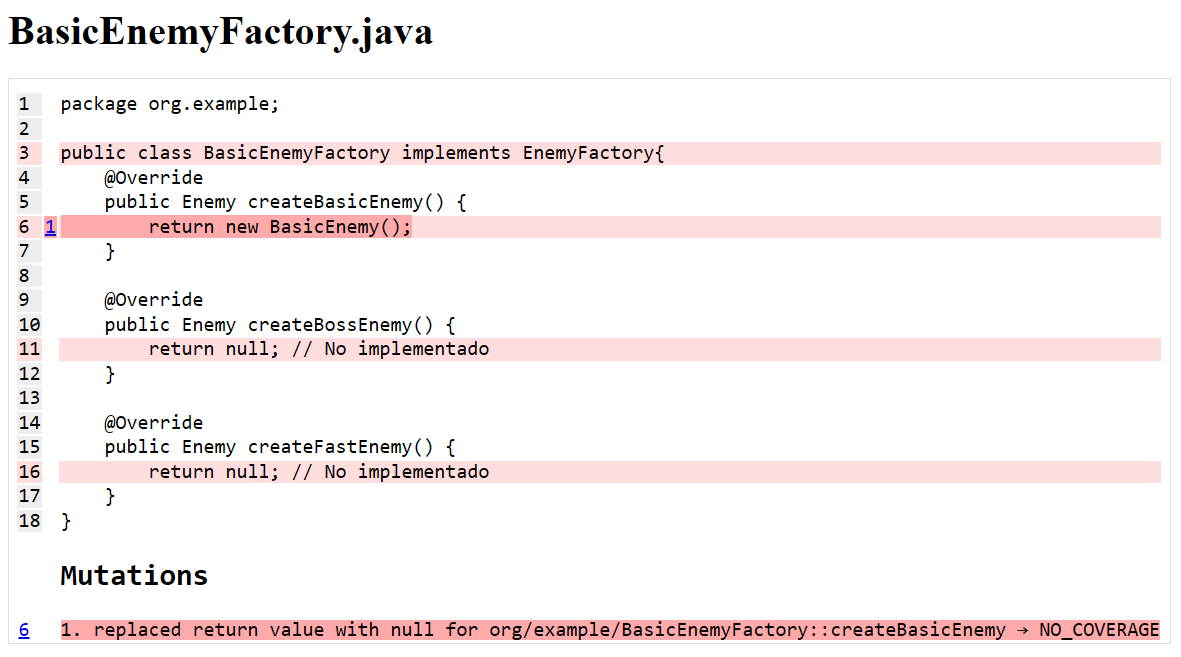 BasicEnemyFactory.java
1 package org.example;
2
3 public class BasicEnemyFactory implements EnemyFactory{
4 @Override
5 public Enemy createBasicEnemy() {
6 1 return new BasicEnemy();
7 }
8
9 @Override
10 public Enemy createBossEnemy() {
11 return null; // No implementado
12 }
13
14 @Override
15 public Enemy createFastEnemy() {
16 return null; // No implementado
17 }
18 }
Mutations
6 1. replaced return value with null for org/example/BasicEnemyFactory::createBasicEnemy → NO_COVERAGE